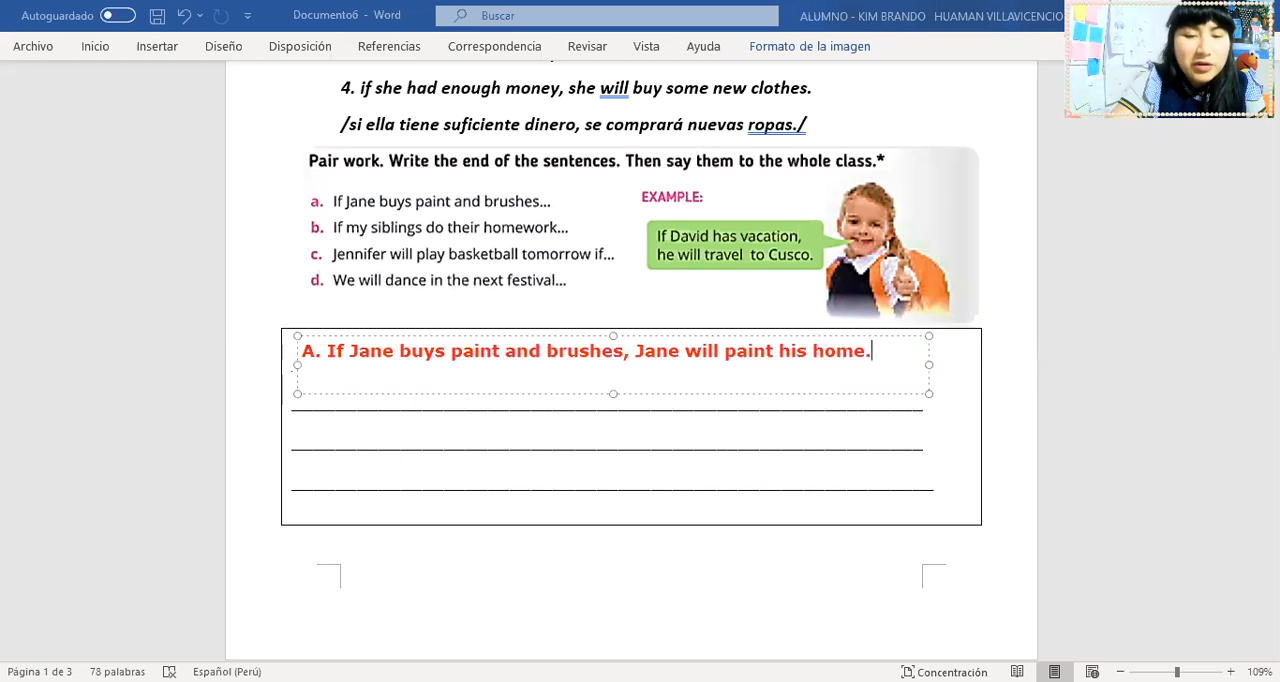 Autoguardado
Documento6 - Word
Buscar
ALUMNO - KIM BRANDO HUAMAN VILLAVICENCIO
Archivo Inicio Insertar Diseño Disposición Referencias Correspondencia Revisar Vista Ayuda Formato de la imagen
4. if she had enough money, she will buy some new clothes.
/si ella tiene suficiente dinero, se comprará nuevas ropas./
Pair work. Write the end of the sentences. Then say them to the whole class.*
a. If Jane buys paint and brushes...
b. If my siblings do their homework...
c. Jennifer will play basketball tomorrow if...
d. We will dance in the next festival...
EXAMPLE:
If David has vacation,
he will travel to Cusco.
A. If Jane buys paint and brushes, Jane will paint his home.
Página 1 de 3 78 palabras Español (Perú) Concentración 109%